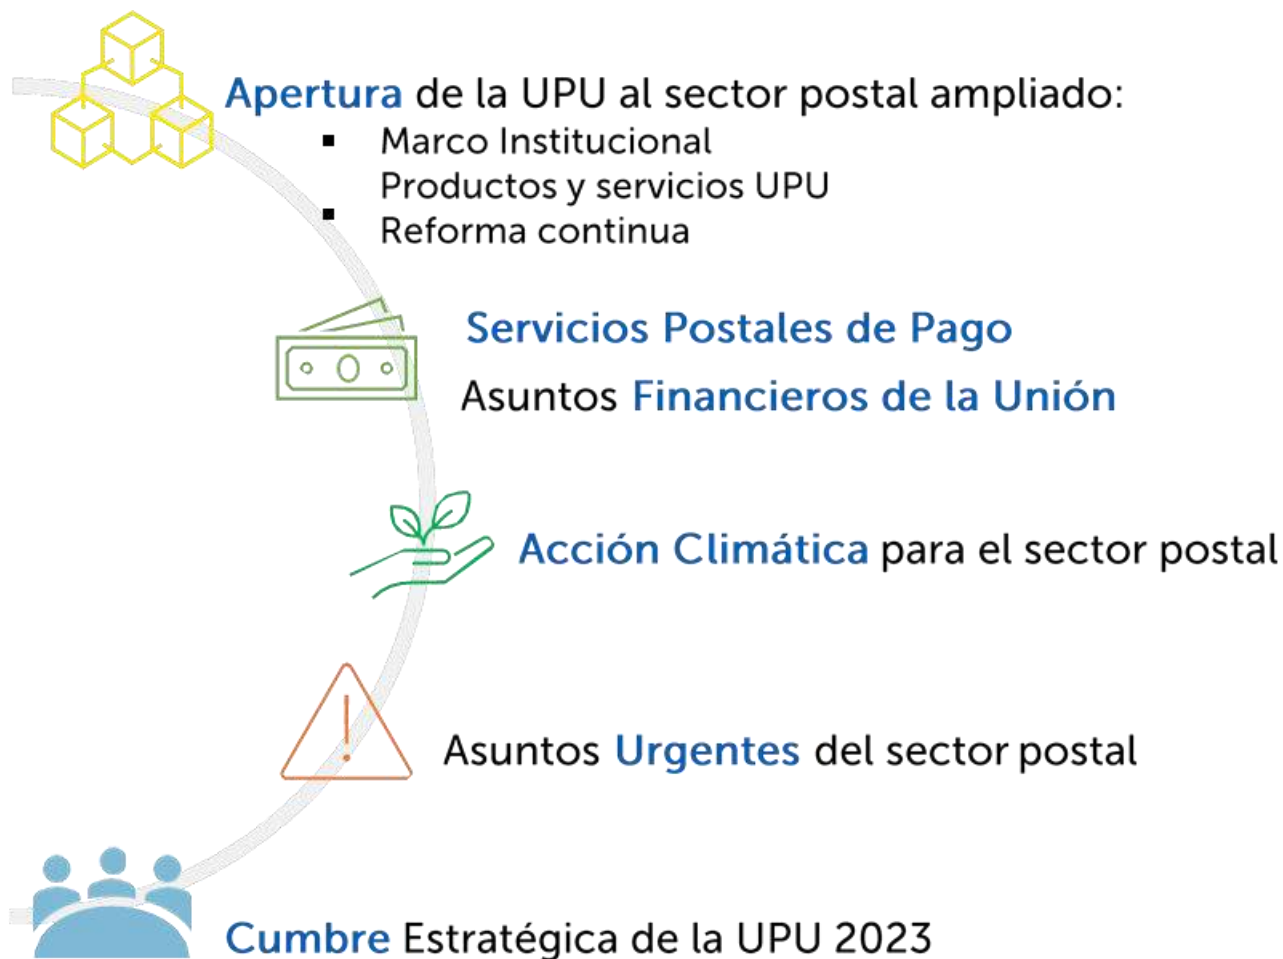 Apertura de la UPU al sector postal ampliado:
▪ Marco Institucional
Productos y servicios UPU
▪ Reforma continua
Servicios Postales de Pago
Asuntos Financieros de la Unión
Acción Climática para el sector postal
Asuntos Urgentes del sector postal
Cumbre Estratégica de la UPU 2023